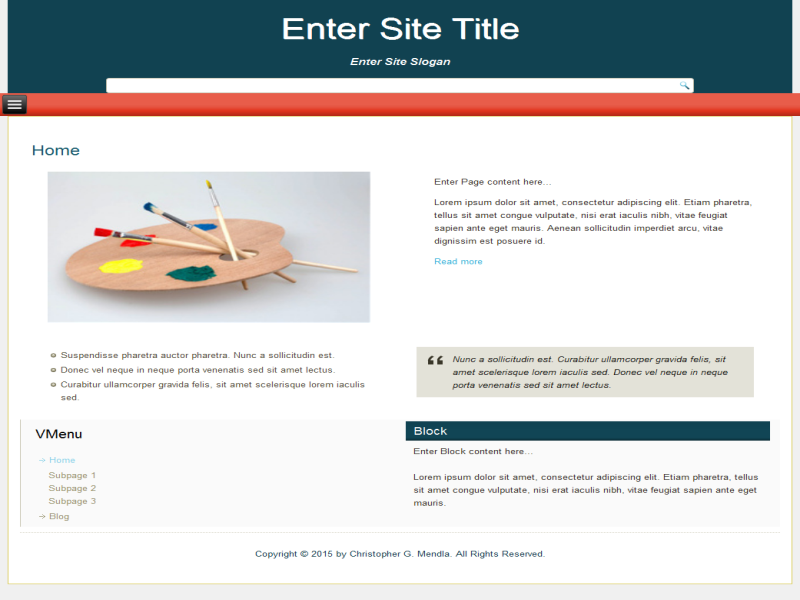 Enter Site Title
Enter Site Slogan
Home
Enter Page content here...
Lorem ipsum dolor sit amet, consectetur adipiscing elit. Etiam pharetra,
tellus sit amet congue vulputate, nisi erat iaculis nibh, vitae feugiat
sapien ante eget mauris. Aenean sollicitudin imperdiet arcu, vitae
dignissim est posuere id.
Read more
Suspendisse pharetra auctor pharetra. Nunc a sollicitudin est.
Donec vel neque in neque porta venenatis sed sit amet lectus.
Curabitur ullamcorper gravida felis, sit amet scelerisque lorem iaculis
sed.
Nunc a sollicitudin est. Curabitur ullamcorper gravida felis, sit
amet scelerisque lorem iaculis sed. Donec vel neque in neque
porta venenatis sed sit amet lectus.
VMenu
Home
Subpage 1
Subpage 2
Subpage 3
Blog
Block
Enter Block content here...
Lorem ipsum dolor sit amet, consectetur adipiscing elit. Etiam pharetra, tellus
sit amet congue vulputate, nisi erat iaculis nibh, vitae feugiat sapien ante eget
mauris.
Copyright © 2015 by Christopher G. Mendla. All Rights Reserved.